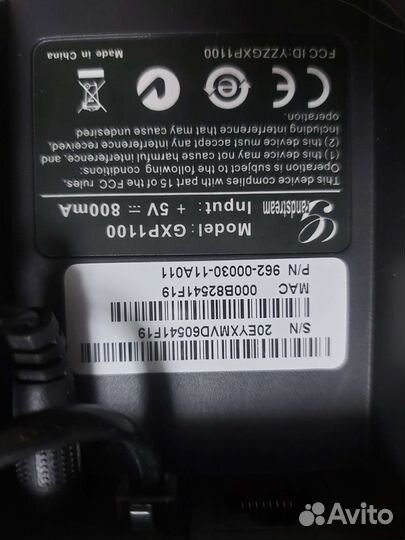 S/N 20EYXMVD60541F19
MAC 000B82541F19
P/N 962-00030-11A011
Grandstream
Model: GXP1100
Input: + 5V ⎓ 800mA
This device complies with part 15 of the FCC rules.
Operation is subject to the following conditions:
(1) this device may not cause harmful interference, and
(2) this device must accept any interference received,
including interference that may cause undesired
operation.
CE
FCC ID:YZZGXP1100
Made in China
Avito